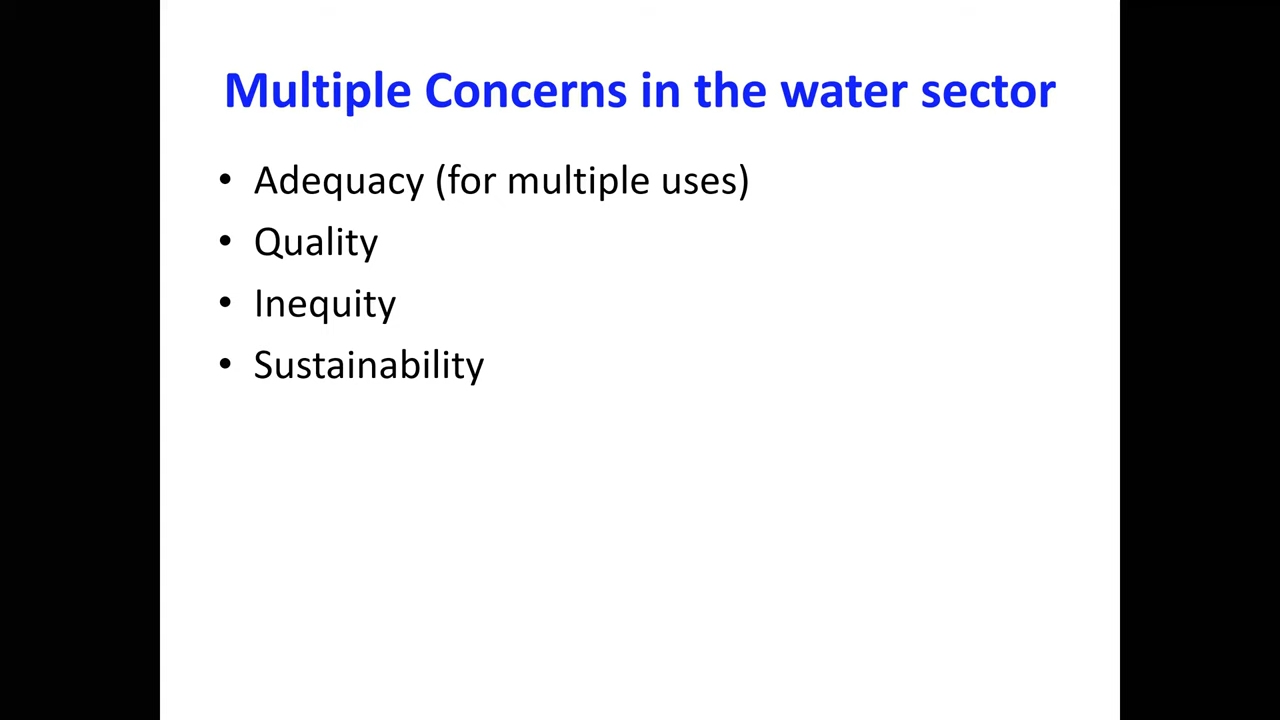 Multiple Concerns in the water sector
• Adequacy (for multiple uses)
• Quality
• Inequity
• Sustainability